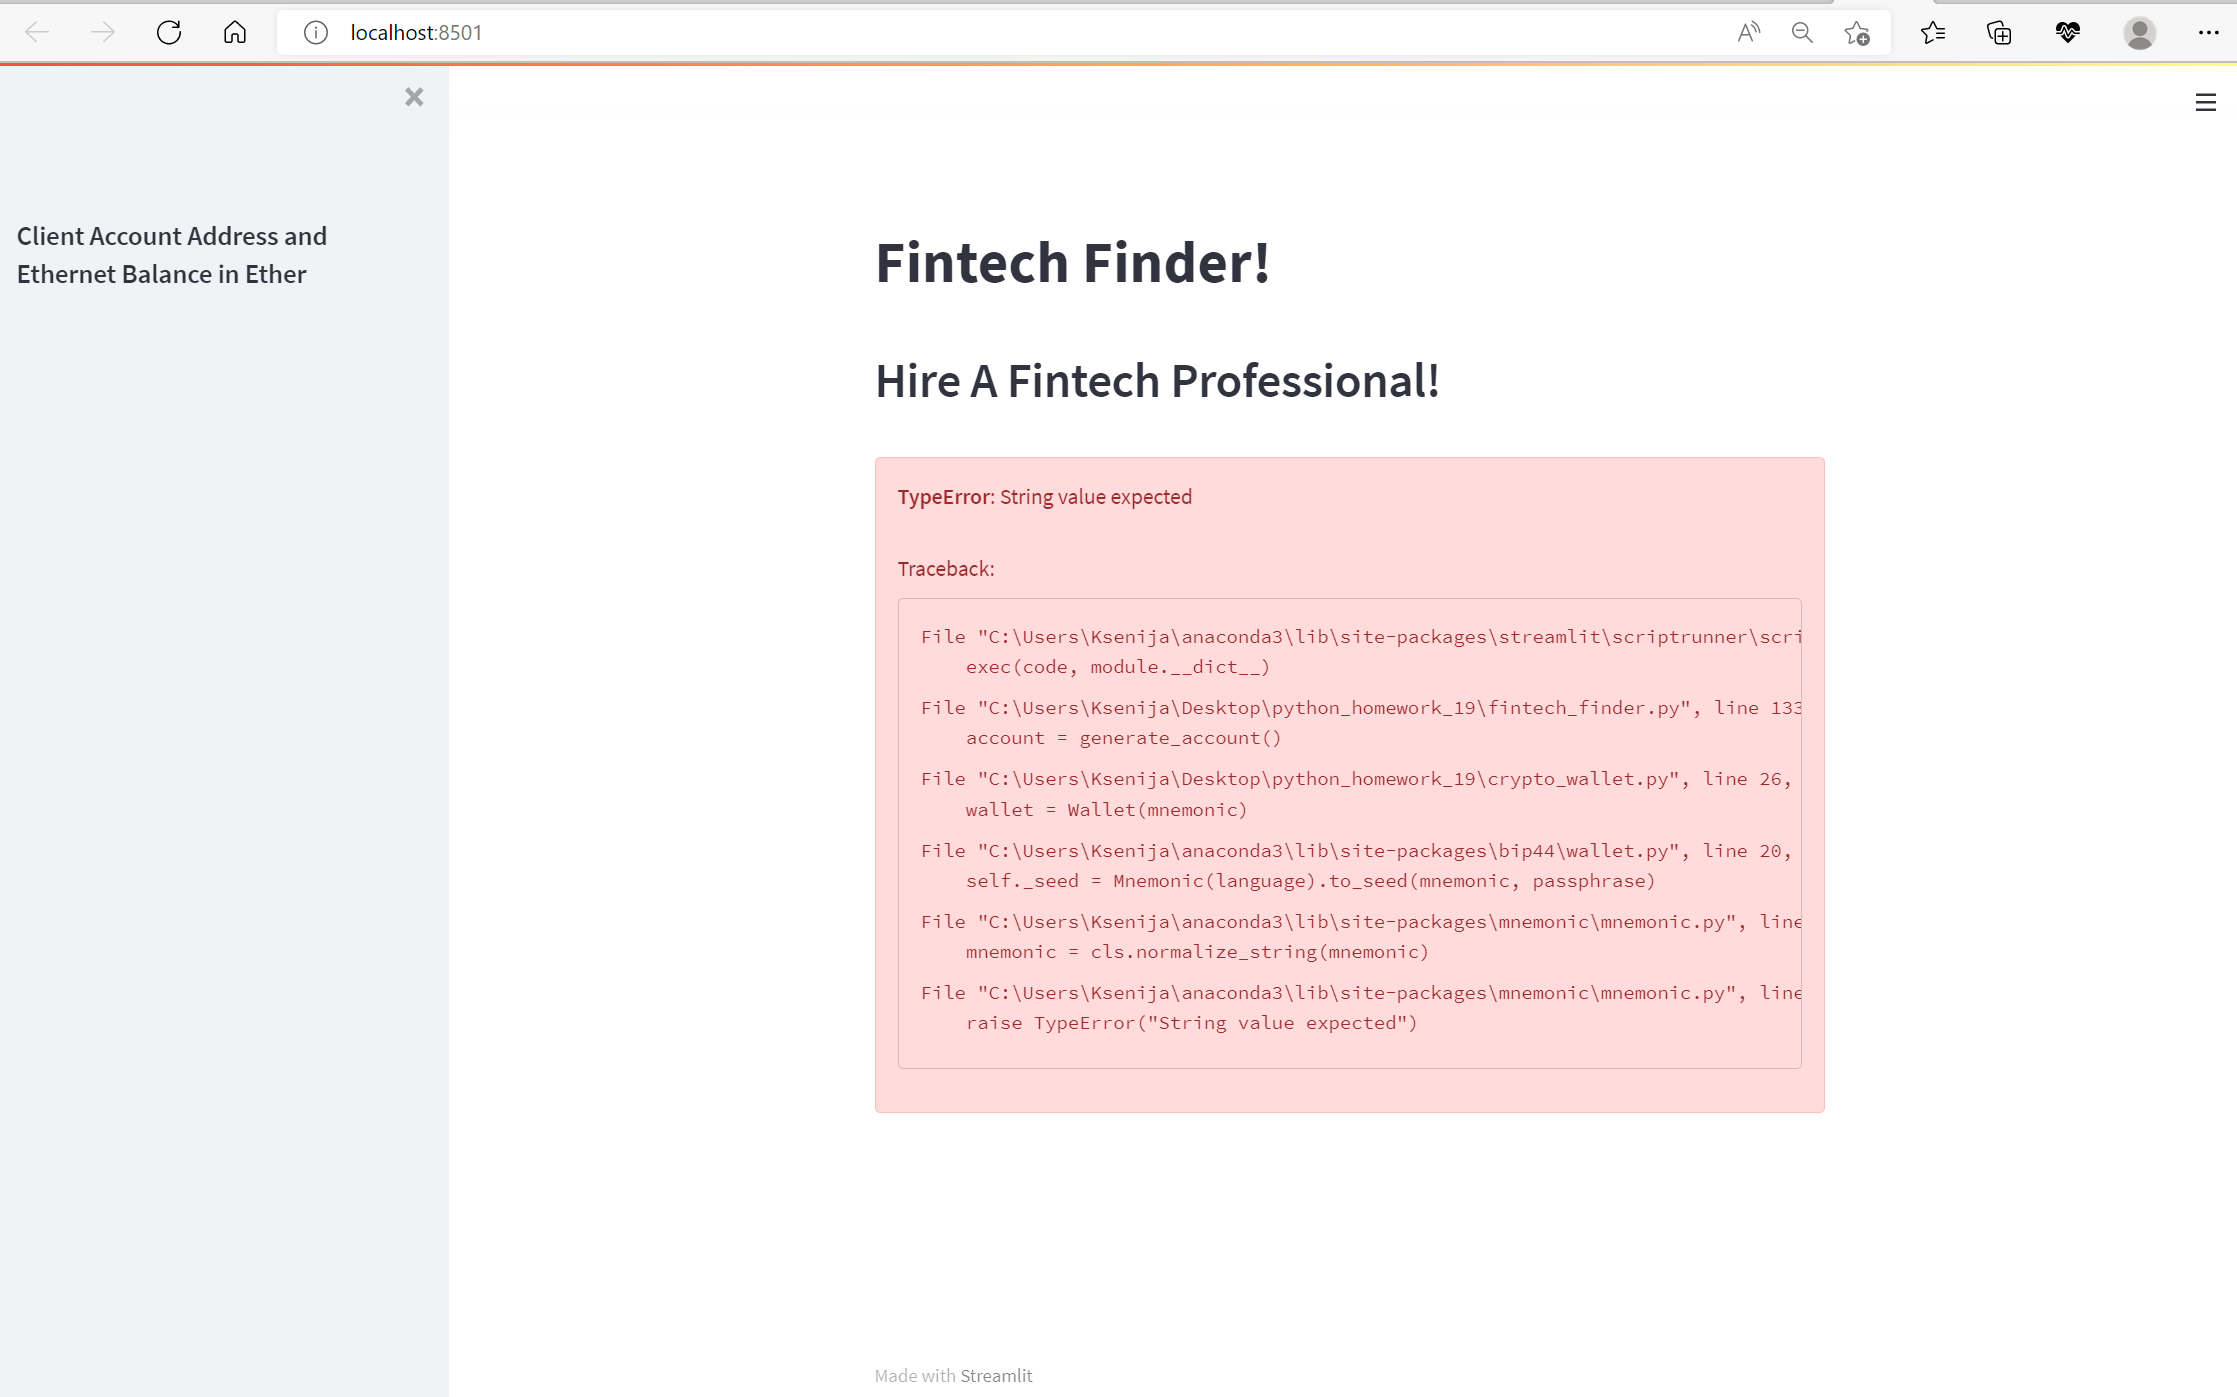 localhost:8501
Client Account Address and
Ethernet Balance in Ether
Fintech Finder!
Hire A Fintech Professional!
TypeError: String value expected
Traceback:
File "C:\Users\Ksenija\anaconda3\lib\site-packages\streamlit\scriptrunner\scri
exec(code, module.__dict__)
File "C:\Users\Ksenija\Desktop\python_homework_19\fintech_finder.py", line 133
account = generate_account()
File "C:\Users\Ksenija\Desktop\python_homework_19\crypto_wallet.py", line 26,
wallet = Wallet(mnemonic)
File "C:\Users\Ksenija\anaconda3\lib\site-packages\bip44\wallet.py", line 20,
self._seed = Mnemonic(language).to_seed(mnemonic, passphrase)
File "C:\Users\Ksenija\anaconda3\lib\site-packages\mnemonic\mnemonic.py", line
mnemonic = cls.normalize_string(mnemonic)
File "C:\Users\Ksenija\anaconda3\lib\site-packages\mnemonic\mnemonic.py", line
raise TypeError("String value expected")
Made with Streamlit